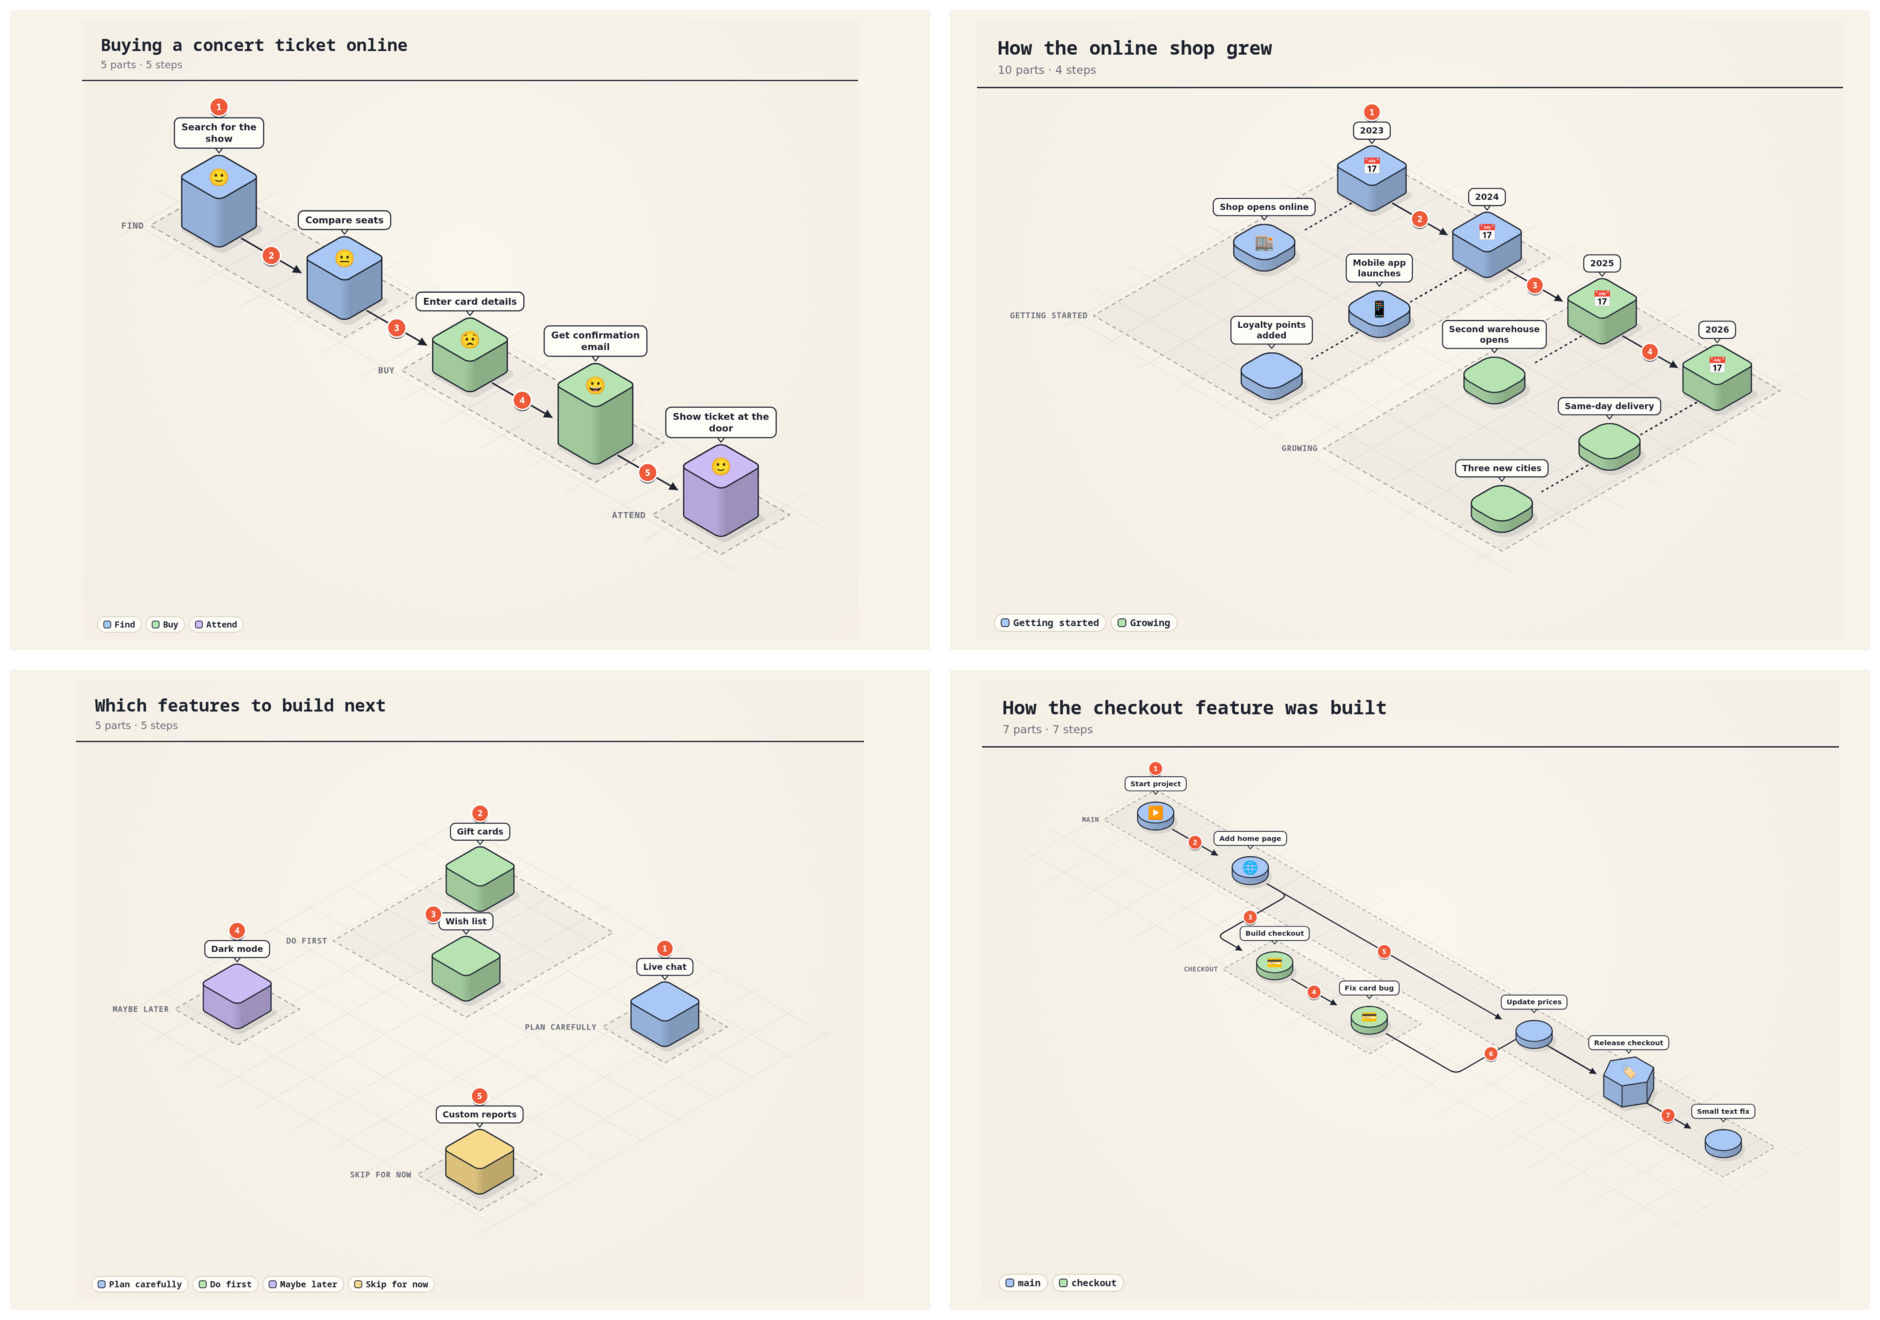 Buying a concert ticket online
5 parts · 5 steps
1
Search for the
show
FIND
2
Compare seats
3
Enter card details
BUY
4
Get confirmation
email
5
Show ticket at the
door
ATTEND
Find
Buy
Attend
How the online shop grew
10 parts · 4 steps
1
2023
17
Shop opens online
2
2024
17
Mobile app
launches
3
2025
17
GETTING STARTED
Loyalty points
added
Second warehouse
opens
4
2026
17
Same-day delivery
GROWING
Three new cities
Getting started
Growing
Which features to build next
5 parts · 5 steps
2
Gift cards
3
Wish list
DO FIRST
4
Dark mode
MAYBE LATER
1
Live chat
PLAN CAREFULLY
5
Custom reports
SKIP FOR NOW
Plan carefully
Do first
Maybe later
Skip for now
How the checkout feature was built
7 parts · 7 steps
1
Start project
MAIN
2
Add home page
3
Build checkout
5
CHECKOUT
4
Fix card bug
Update prices
6
Release checkout
7
Small text fix
main
checkout